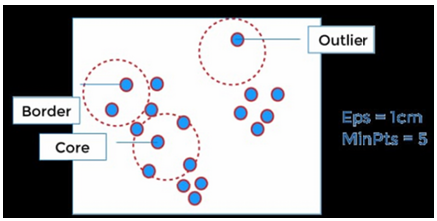 Outlier
Border
Core
Eps = 1cm
MinPts = 5